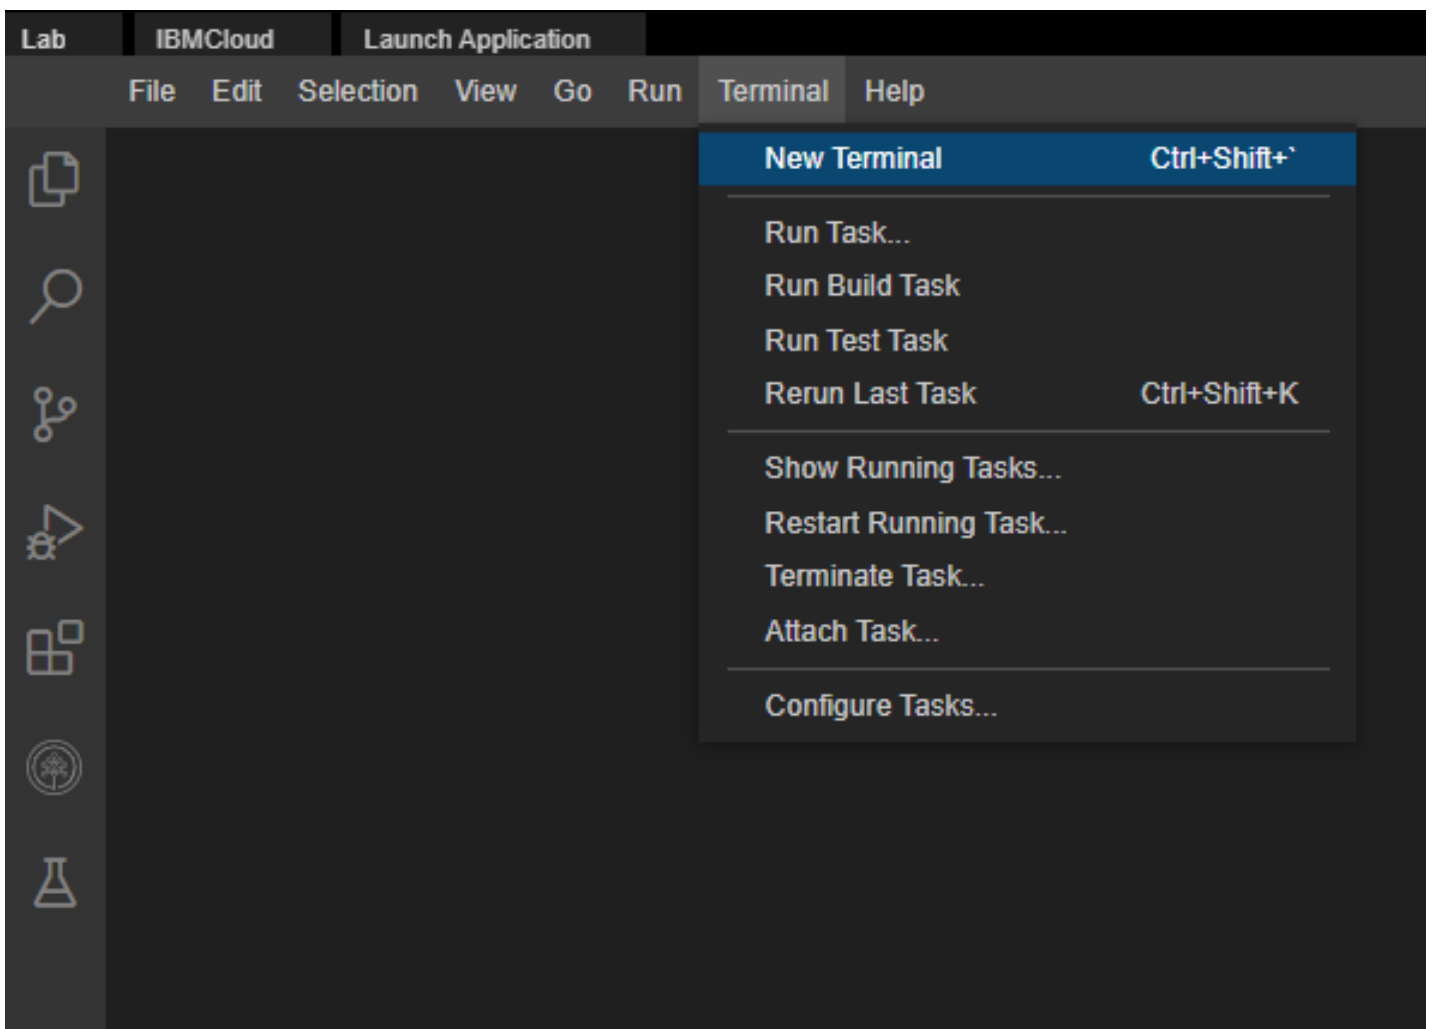 Lab IBMCloud Launch Application
File Edit Selection View Go Run Terminal Help
New Terminal Ctrl+Shift+`
Run Task...
Run Build Task
Run Test Task
Rerun Last Task Ctrl+Shift+K
Show Running Tasks...
Restart Running Task...
Terminate Task...
Attach Task...
Configure Tasks...